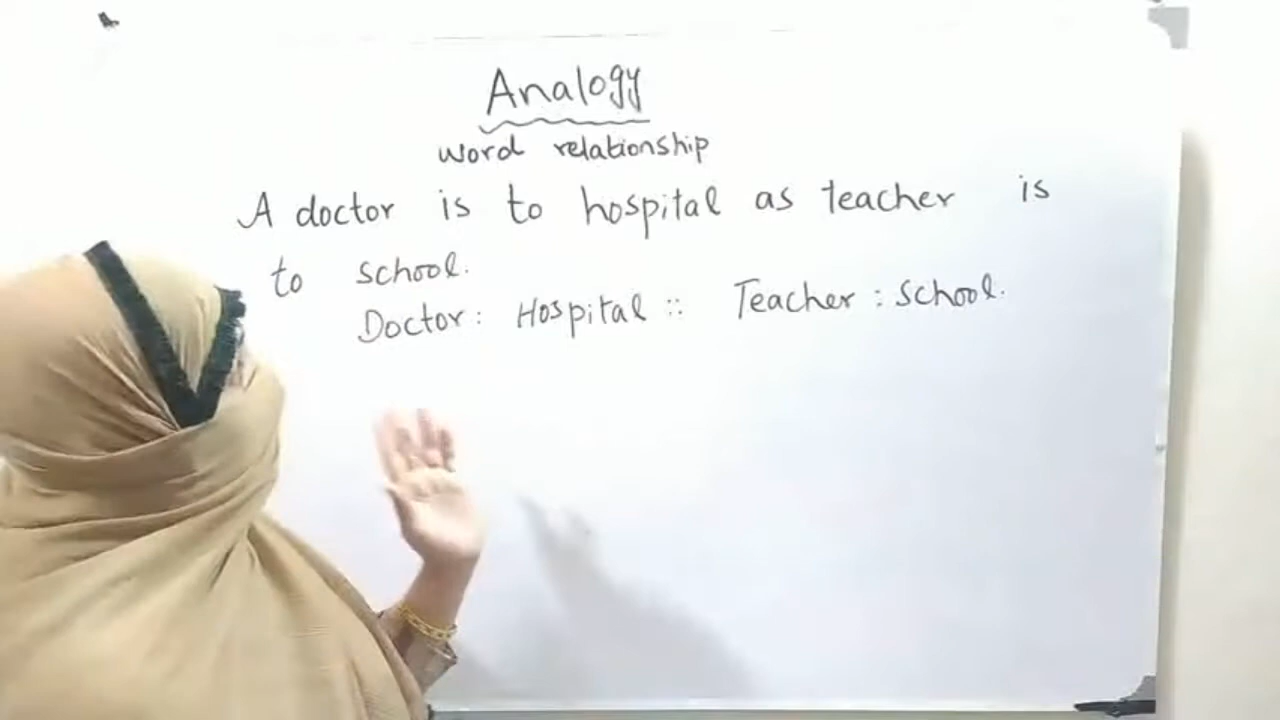 Analogy
word relationship
A doctor is to hospital as teacher is
to school.
Doctor : Hospital :: Teacher : School.